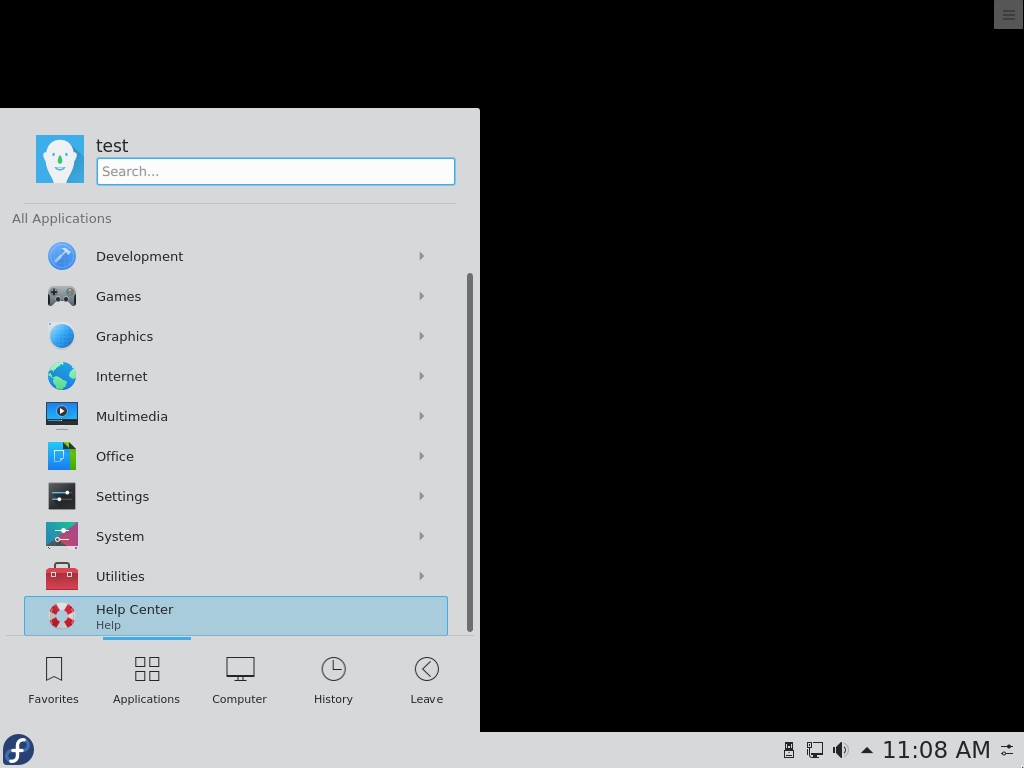 test
Search...
All Applications
Development
Games
Graphics
Internet
Multimedia
Office
Settings
System
Utilities
Help Center
Help
Favorites
Applications
Computer
History
Leave
11:08 AM